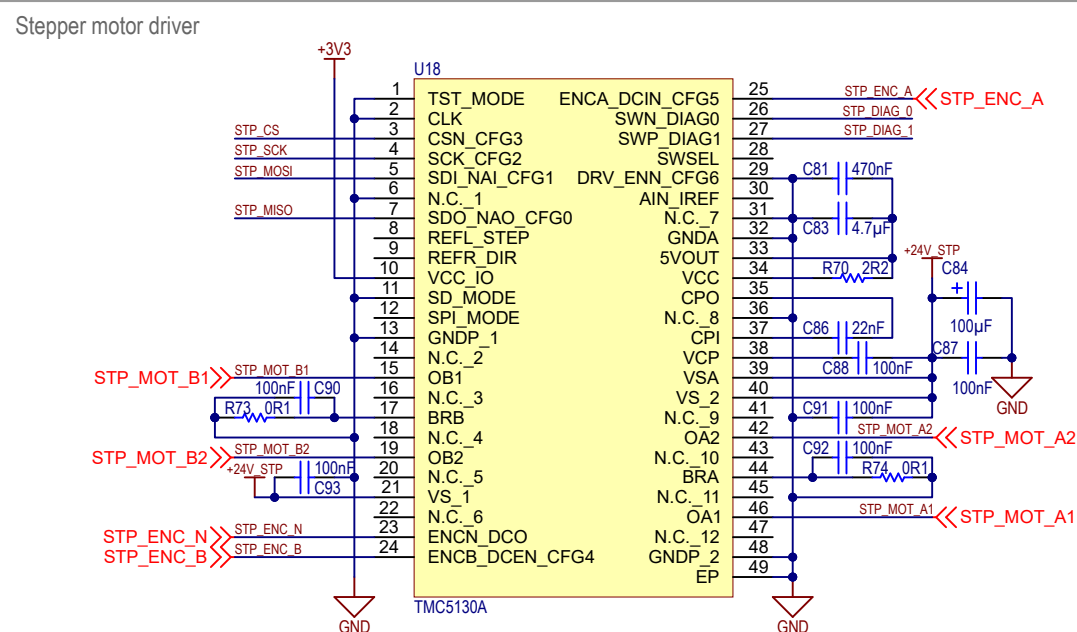 Stepper motor driver
+3V3
U18
1 TST_MODE ENCA_DCIN_CFG5 25 STP_ENC_A STP_ENC_A
2 CLK SWN_DIAG0 26 STP_DIAG_0
STP_CS 3 CSN_CFG3 SWP_DIAG1 27 STP_DIAG_1
STP_SCK 4 SCK_CFG2 SWSEL 28
STP_MOSI 5 SDI_NAI_CFG1 DRV_ENN_CFG6 29 C81 470nF
6 N.C._1 AIN_IREF 30
STP_MISO 7 SDO_NAO_CFG0 N.C._7 31
8 REFL_STEP GNDA 32 C83 4.7µF
9 REFR_DIR 5VOUT 33 +24V_STP
10 VCC_IO VCC 34 R70 2R2 C84
11 SD_MODE CPO 35 +
12 SPI_MODE N.C._8 36 100µF
13 GNDP_1 CPI 37 C86 22nF
14 N.C._2 VCP 38 C87
STP_MOT_B1 STP_MOT_B1 15 OB1 VSA 39 C88 100nF 100nF
100nF C90 16 N.C._3 VS_2 40 GND
R73 0R1 17 BRB N.C._9 41 C91 100nF
18 N.C._4 OA2 42 STP_MOT_A2 STP_MOT_A2
STP_MOT_B2 STP_MOT_B2 19 OB2 N.C._10 43 C92 100nF
+24V_STP 100nF 20 N.C._5 BRA 44 R74 0R1
C93 21 VS_1 N.C._11 45
22 N.C._6 OA1 46 STP_MOT_A1 STP_MOT_A1
STP_ENC_N STP_ENC_N 23 ENCN_DCO N.C._12 47
STP_ENC_B STP_ENC_B 24 ENCB_DCEN_CFG4 GNDP_2 48
EP 49
TMC5130A
GND GND